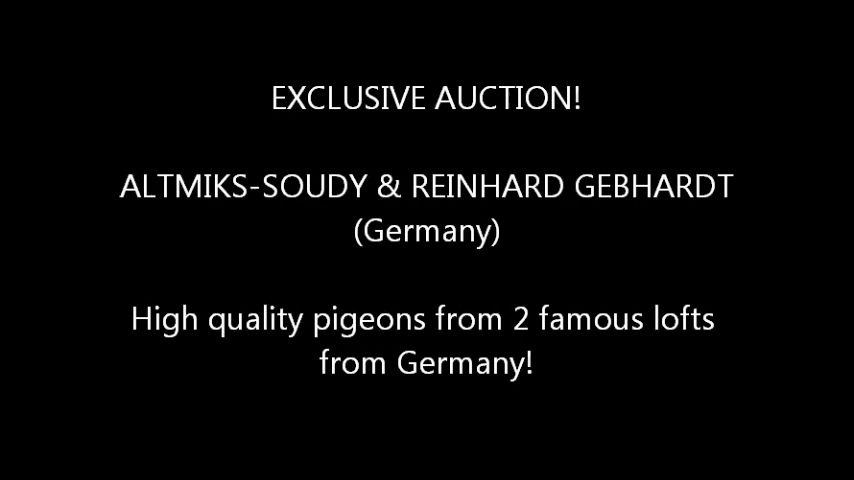 EXCLUSIVE AUCTION!
ALTMIKS-SOUDY & REINHARD GEBHARDT
(Germany)
High quality pigeons from 2 famous lofts
from Germany!